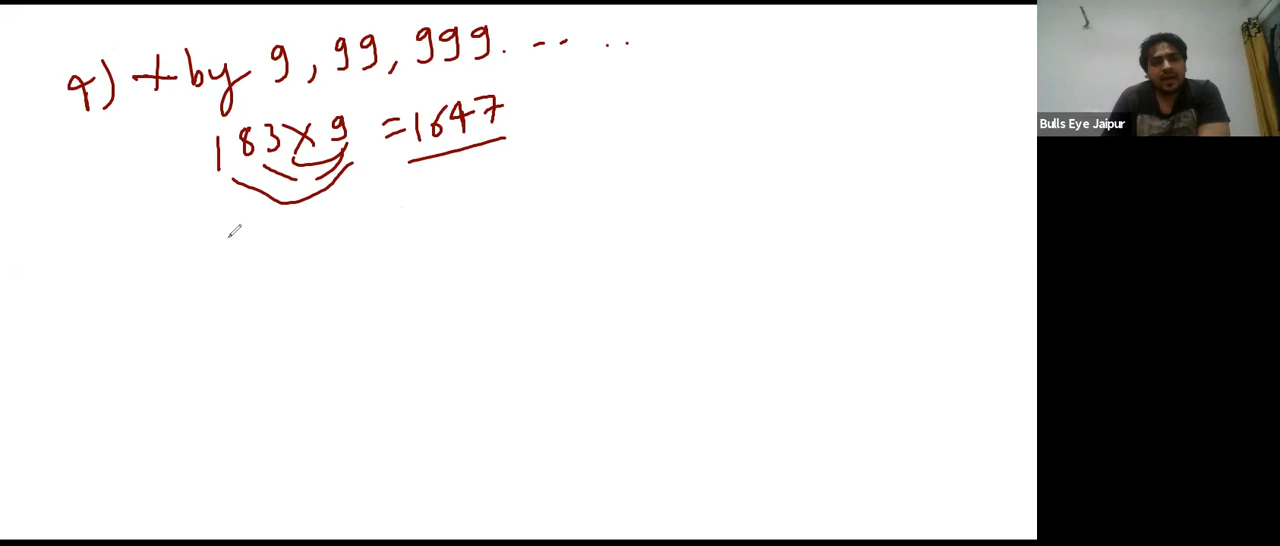 4) × by 9, 99, 999. -- ..
183 × 9 = 1647
Bulls Eye Jaipur